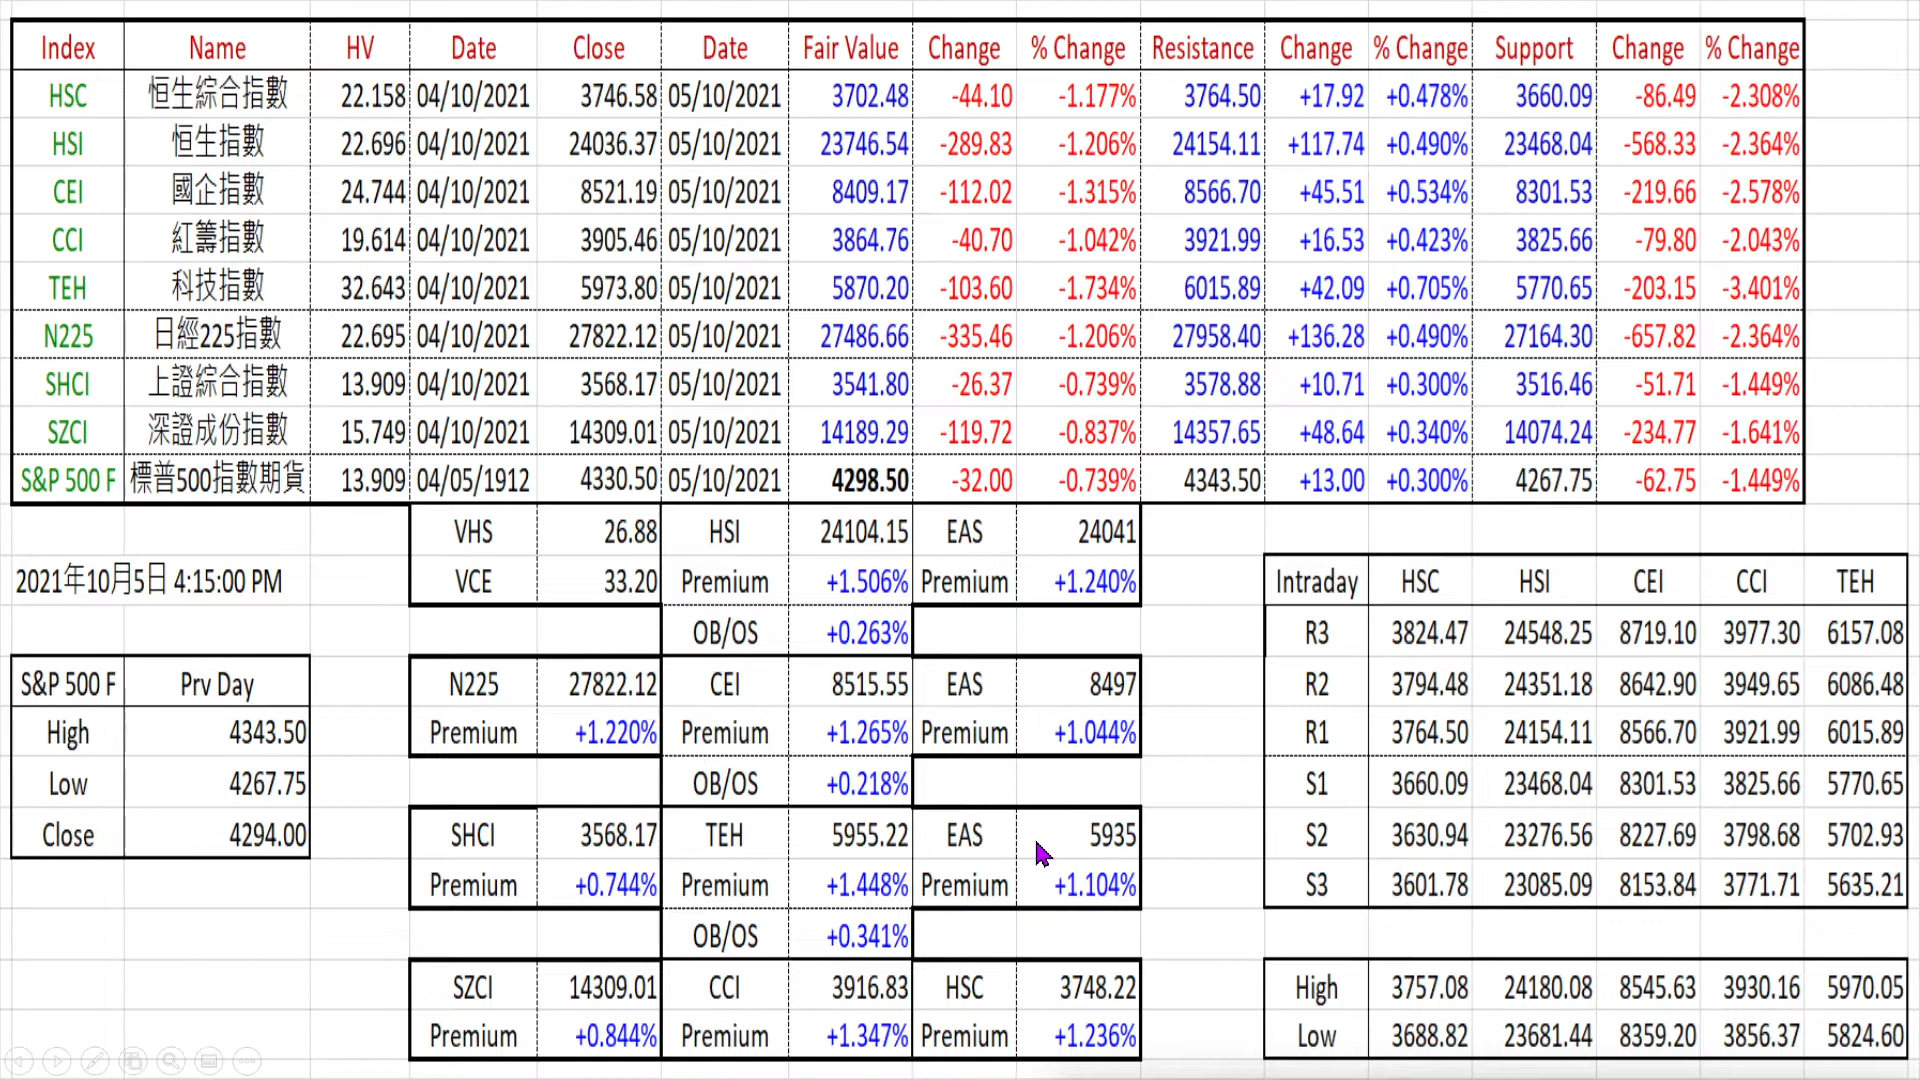 Index Name HV Date Close Date Fair Value Change % Change Resistance Change % Change Support Change % Change
HSC 恒生綜合指數 22.158 04/10/2021 3746.58 05/10/2021 3702.48 -44.10 -1.177% 3764.50 +17.92 +0.478% 3660.09 -86.49 -2.308%
HSI 恒生指數 22.696 04/10/2021 24036.37 05/10/2021 23746.54 -289.83 -1.206% 24154.11 +117.74 +0.490% 23468.04 -568.33 -2.364%
CEI 國企指數 24.744 04/10/2021 8521.19 05/10/2021 8409.17 -112.02 -1.315% 8566.70 +45.51 +0.534% 8301.53 -219.66 -2.578%
CCI 紅籌指數 19.614 04/10/2021 3905.46 05/10/2021 3864.76 -40.70 -1.042% 3921.99 +16.53 +0.423% 3825.66 -79.80 -2.043%
TEH 科技指數 32.643 04/10/2021 5973.80 05/10/2021 5870.20 -103.60 -1.734% 6015.89 +42.09 +0.705% 5770.65 -203.15 -3.401%
N225 日經225指數 22.695 04/10/2021 27822.12 05/10/2021 27486.66 -335.46 -1.206% 27958.40 +136.28 +0.490% 27164.30 -657.82 -2.364%
SHCI 上證綜合指數 13.909 04/10/2021 3568.17 05/10/2021 3541.80 -26.37 -0.739% 3578.88 +10.71 +0.300% 3516.46 -51.71 -1.449%
SZCI 深證成份指數 15.749 04/10/2021 14309.01 05/10/2021 14189.29 -119.72 -0.837% 14357.65 +48.64 +0.340% 14074.24 -234.77 -1.641%
S&P 500 F 標普500指數期貨 13.909 04/05/1912 4330.50 05/10/2021 4298.50 -32.00 -0.739% 4343.50 +13.00 +0.300% 4267.75 -62.75 -1.449%
VHS 26.88 HSI 24104.15 EAS 24041
2021年10月5日 4:15:00 PM VCE 33.20 Premium +1.506% Premium +1.240% Intraday HSC HSI CEI CCI TEH
OB/OS +0.263% R3 3824.47 24548.25 8719.10 3977.30 6157.08
S&P 500 F Prv Day N225 27822.12 CEI 8515.55 EAS 8497 R2 3794.48 24351.18 8642.90 3949.65 6086.48
High 4343.50 Premium +1.220% Premium +1.265% Premium +1.044% R1 3764.50 24154.11 8566.70 3921.99 6015.89
Low 4267.75 OB/OS +0.218% S1 3660.09 23468.04 8301.53 3825.66 5770.65
Close 4294.00 SHCI 3568.17 TEH 5955.22 EAS 5935 S2 3630.94 23276.56 8227.69 3798.68 5702.93
Premium +0.744% Premium +1.448% Premium +1.104% S3 3601.78 23085.09 8153.84 3771.71 5635.21
OB/OS +0.341%
SZCI 14309.01 CCI 3916.83 HSC 3748.22 High 3757.08 24180.08 8545.63 3930.16 5970.05
Premium +0.844% Premium +1.347% Premium +1.236% Low 3688.82 23681.44 8359.20 3856.37 5824.60